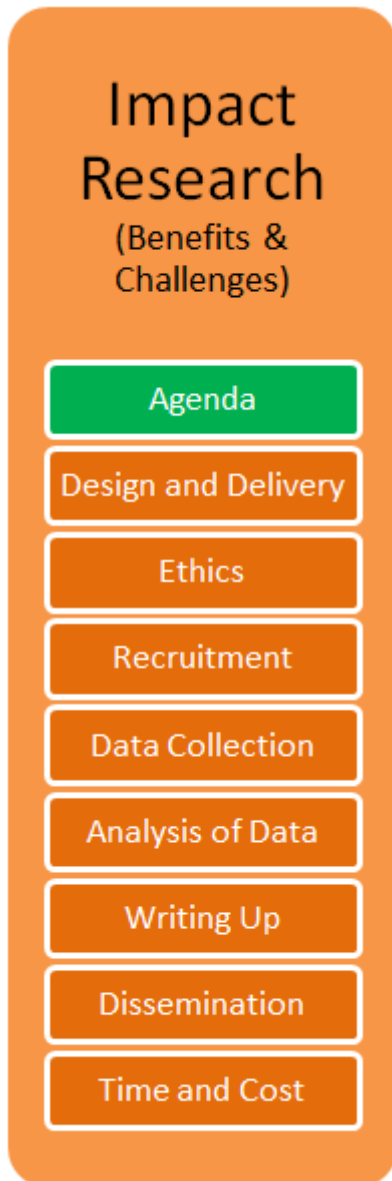 Impact
Research
(Benefits &
Challenges)
Agenda
Design and Delivery
Ethics
Recruitment
Data Collection
Analysis of Data
Writing Up
Dissemination
Time and Cost